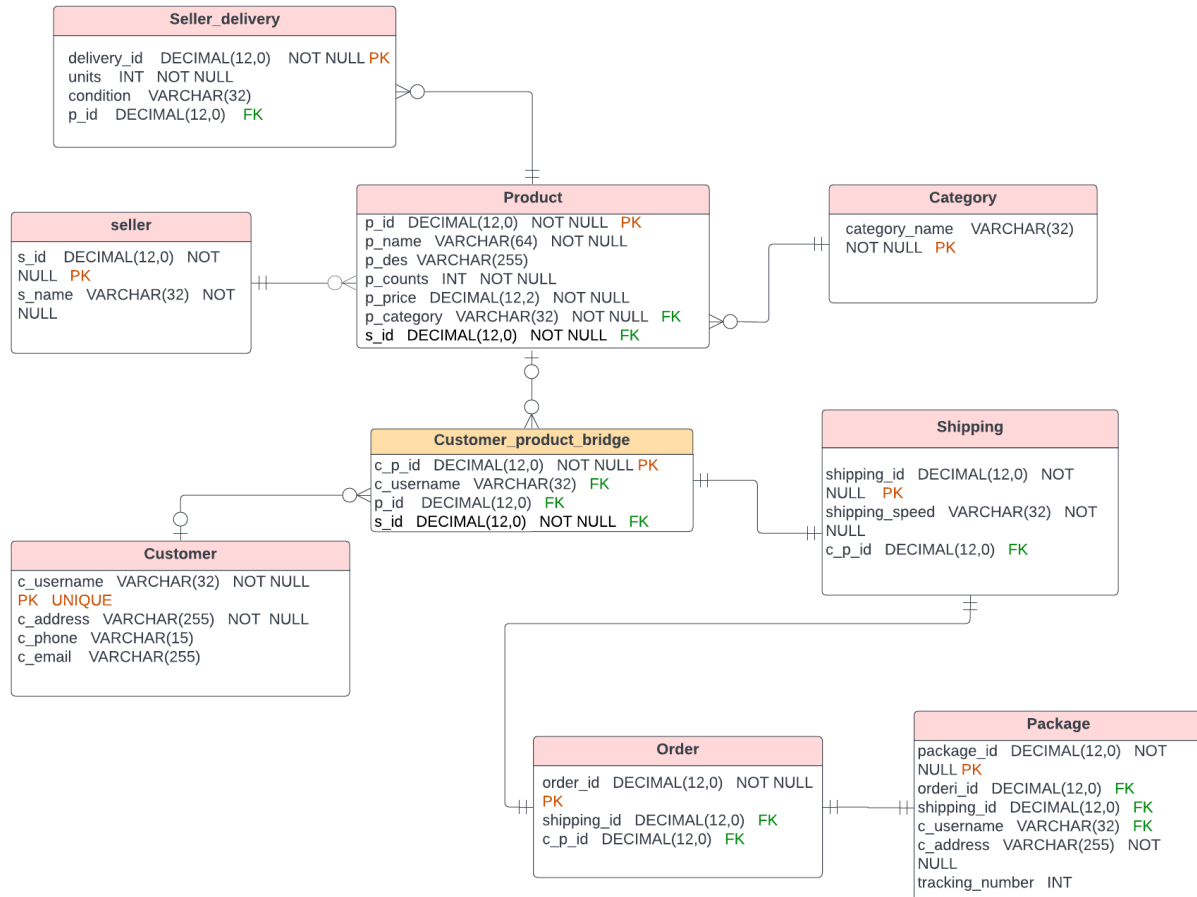 Seller_delivery
delivery_id DECIMAL(12,0) NOT NULL PK
units INT NOT NULL
condition VARCHAR(32)
p_id DECIMAL(12,0) FK
seller
s_id DECIMAL(12,0) NOT
NULL PK
s_name VARCHAR(32) NOT
NULL
Product
p_id DECIMAL(12,0) NOT NULL PK
p_name VARCHAR(64) NOT NULL
p_des VARCHAR(255)
p_counts INT NOT NULL
p_price DECIMAL(12,2) NOT NULL
p_category VARCHAR(32) NOT NULL FK
s_id DECIMAL(12,0) NOT NULL FK
Category
category_name VARCHAR(32)
NOT NULL PK
Customer_product_bridge
c_p_id DECIMAL(12,0) NOT NULL PK
c_username VARCHAR(32) FK
p_id DECIMAL(12,0) FK
s_id DECIMAL(12,0) NOT NULL FK
Shipping
shipping_id DECIMAL(12,0) NOT
NULL PK
shipping_speed VARCHAR(32) NOT
NULL
c_p_id DECIMAL(12,0) FK
Customer
c_username VARCHAR(32) NOT NULL
PK UNIQUE
c_address VARCHAR(255) NOT NULL
c_phone VARCHAR(15)
c_email VARCHAR(255)
Order
order_id DECIMAL(12,0) NOT NULL
PK
shipping_id DECIMAL(12,0) FK
c_p_id DECIMAL(12,0) FK
Package
package_id DECIMAL(12,0) NOT
NULL PK
orderi_id DECIMAL(12,0) FK
shipping_id DECIMAL(12,0) FK
c_username VARCHAR(32) FK
c_address VARCHAR(255) NOT
NULL
tracking_number INT